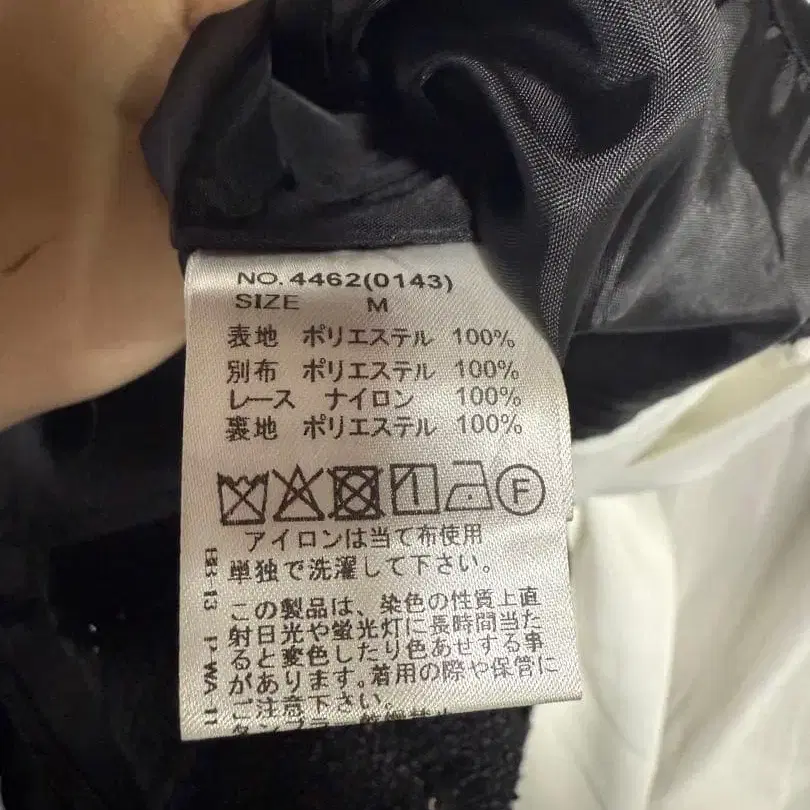 NO.4462(0143)
SIZE M
表地 ポリエステル 100%
別布 ポリエステル 100%
レース ナイロン 100%
裏地 ポリエステル 100%
F
アイロンは当て布使用
単独で洗濯して下さい。
この製品は、染色の性質上直
射日光や蛍光灯に長時間当た
ると変色したり色あせする事
があります。着用の際や保管に
ご注意下さい。